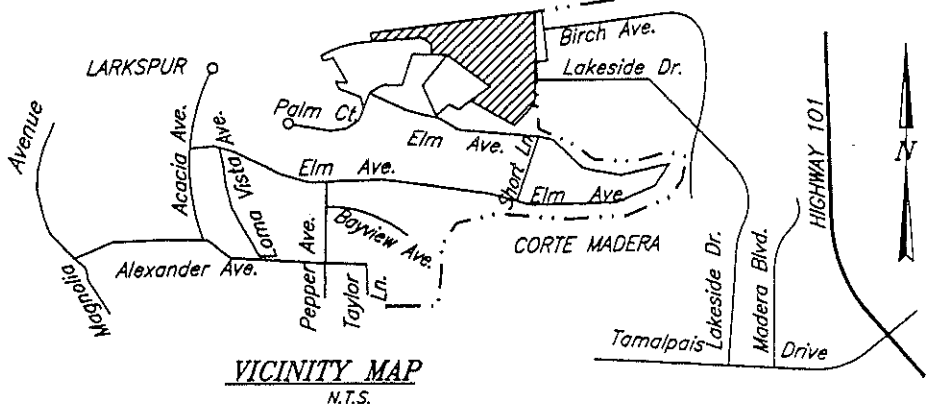 Birch Ave.
LARKSPUR
Lakeside Dr.
Avenue
Acacia Ave.
Loma Vista Ave.
Palm Ct.
Elm Ave.
Elm Ave.
Short Ln.
Elm Ave.
HIGHWAY 101
N
Bayview Ave.
CORTE MADERA
Magnolia
Alexander Ave.
Pepper Ave.
Taylor Ln.
Lakeside Dr.
Madera Blvd.
Tamalpais Drive
VICINITY MAP
N.T.S.